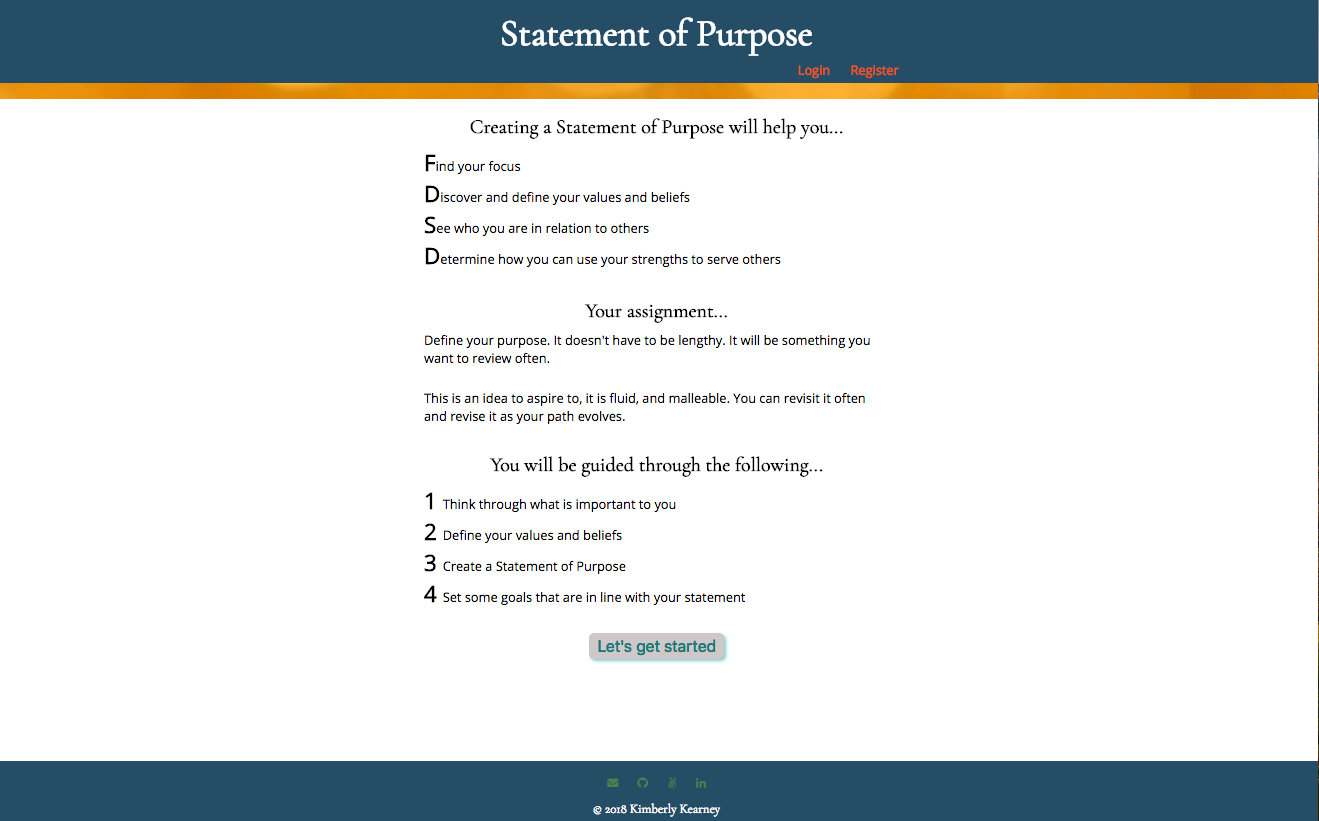 Statement of Purpose
Login Register
Creating a Statement of Purpose will help you...
Find your focus
Discover and define your values and beliefs
See who you are in relation to others
Determine how you can use your strengths to serve others
Your assignment...
Define your purpose. It doesn't have to be lengthy. It will be something you
want to review often.
This is an idea to aspire to, it is fluid, and malleable. You can revisit it often
and revise it as your path evolves.
You will be guided through the following...
1 Think through what is important to you
2 Define your values and beliefs
3 Create a Statement of Purpose
4 Set some goals that are in line with your statement
Let's get started
© 2018 Kimberly Kearney